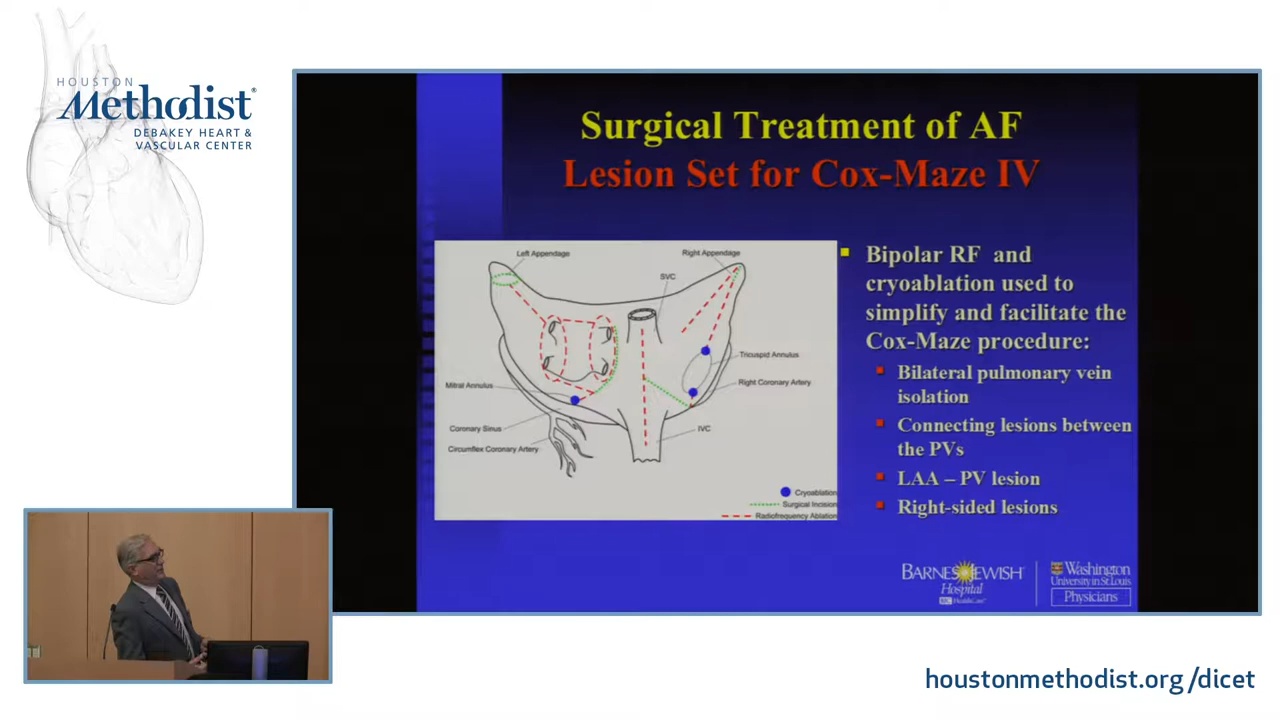 HOUSTON
Methodist®
DEBAKEY HEART &
VASCULAR CENTER
Surgical Treatment of AF
Lesion Set for Cox-Maze IV
Left Appendage
Right Appendage
SVC
Tricuspid Annulus
Mitral Annulus
Right Coronary Artery
Coronary Sinus
IVC
Circumflex Coronary Artery
Cryoablation
Surgical Incision
Radiofrequency Ablation
Bipolar RF and
cryoablation used to
simplify and facilitate the
Cox-Maze procedure:
Bilateral pulmonary vein
isolation
Connecting lesions between
the PVs
LAA – PV lesion
Right-sided lesions
BARNES JEWISH
Hospital
BJC HealthCare
Washington
University in St. Louis
Physicians
houstonmethodist.org/dicet